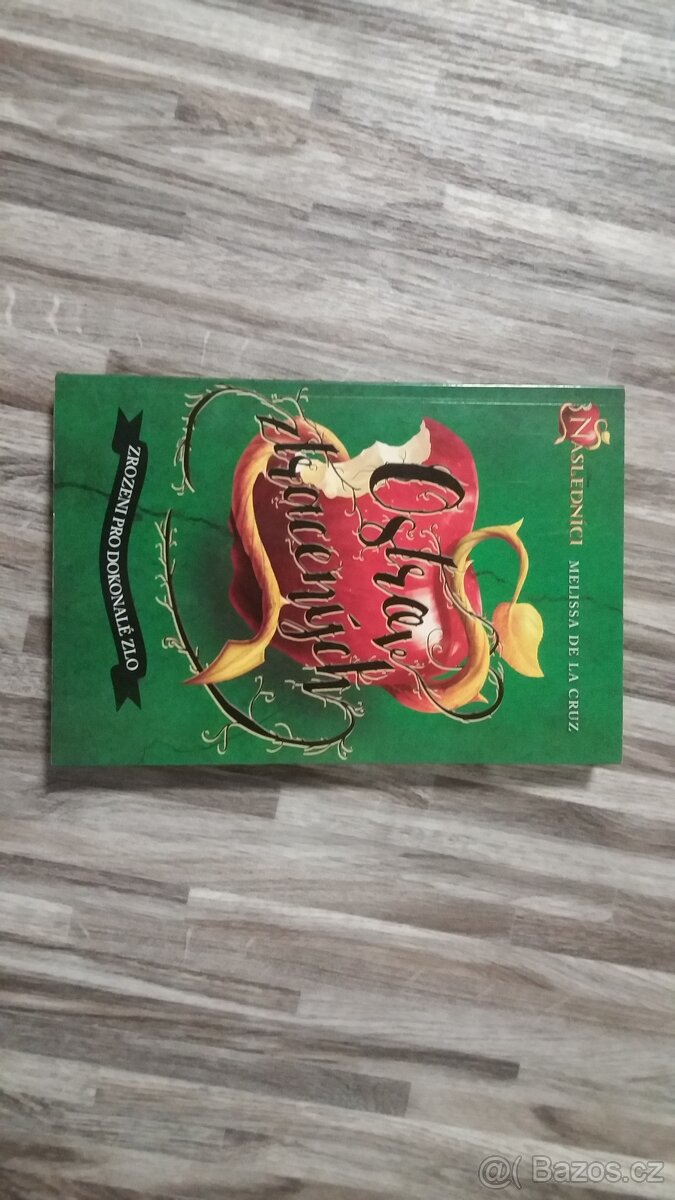 NÁSLEDNÍCI MELISSA DE LA CRUZ
Ostrov
ztracených
ZROZENI PRO DOKONALÉ ZLO
@( Bazos.cz